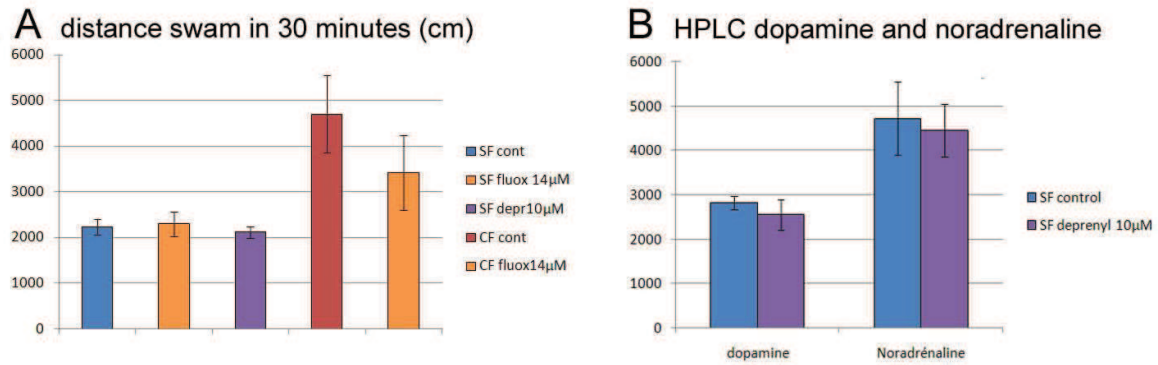 A distance swam in 30 minutes (cm)
6000
5000
4000
3000
2000
1000
0
SF cont
SF fluox 14µM
SF depr10µM
CF cont
CF fluox14µM
B HPLC dopamine and noradrenaline
6000
5000
4000
3000
2000
1000
0
dopamine Noradrénaline
SF control
SF deprenyl 10µM